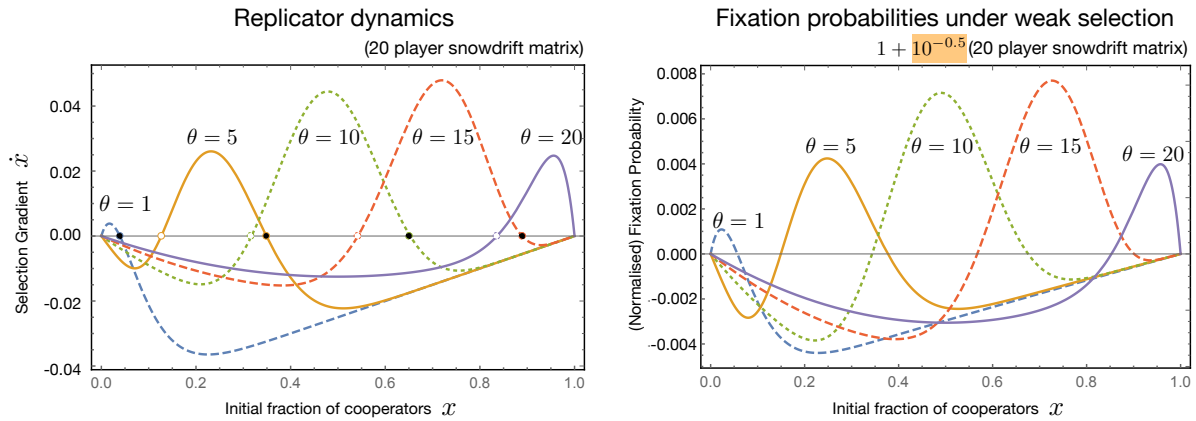 Replicator dynamics
(20 player snowdrift matrix)
Selection Gradient ẋ
0.04
0.02
0.00
-0.02
-0.04
θ = 1
θ = 5
θ = 10
θ = 15
θ = 20
0.0 0.2 0.4 0.6 0.8 1.0
Initial fraction of cooperators x
Fixation probabilities under weak selection
1 + 10^{-0.5} (20 player snowdrift matrix)
(Normalised) Fixation Probability
0.008
0.006
0.004
0.002
0.000
-0.002
-0.004
θ = 1
θ = 5
θ = 10
θ = 15
θ = 20
0.0 0.2 0.4 0.6 0.8 1.0
Initial fraction of cooperators x